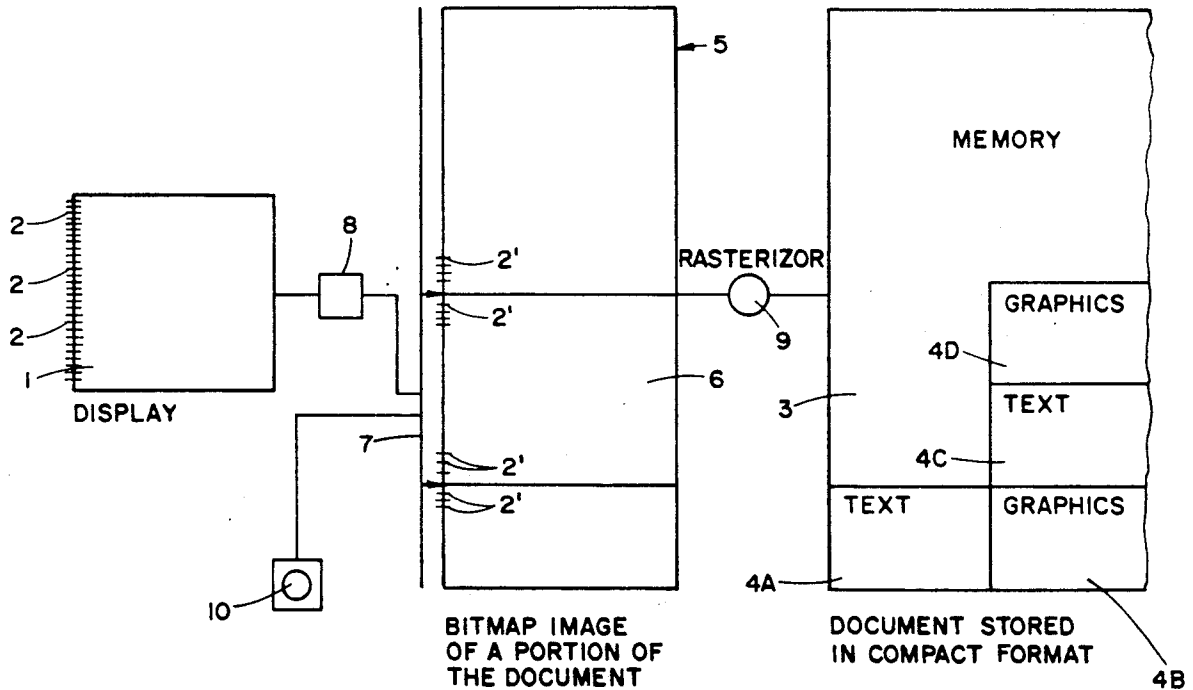 5
MEMORY
2
8
2'
RASTERIZOR
2
2'
9
GRAPHICS
4D
2
1
6
3
TEXT
DISPLAY
7
2'
4C
2'
TEXT
GRAPHICS
10
4A
BITMAP IMAGE
OF A PORTION OF
THE DOCUMENT
DOCUMENT STORED
IN COMPACT FORMAT
4B